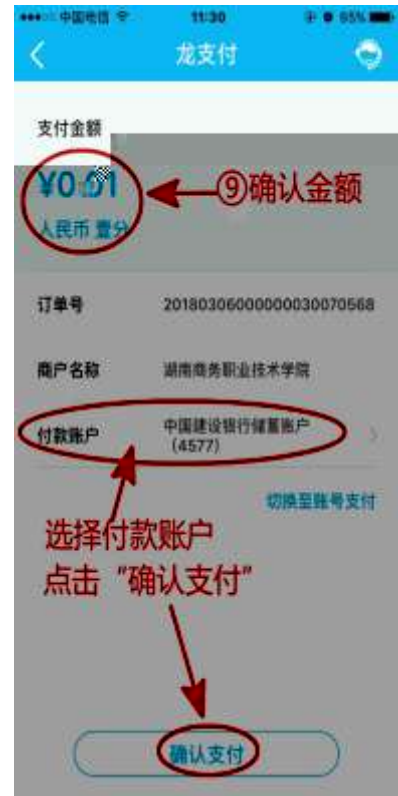 中国电信 11:30 65%
龙支付
支付金额
¥0.01 ⑨确认金额
人民币 壹分
订单号 20180306000000030070568
商户名称 湖南商务职业技术学院
付款账户 中国建设银行储蓄账户
(4577)
切换至账号支付
选择付款账户
点击“确认支付”
确认支付